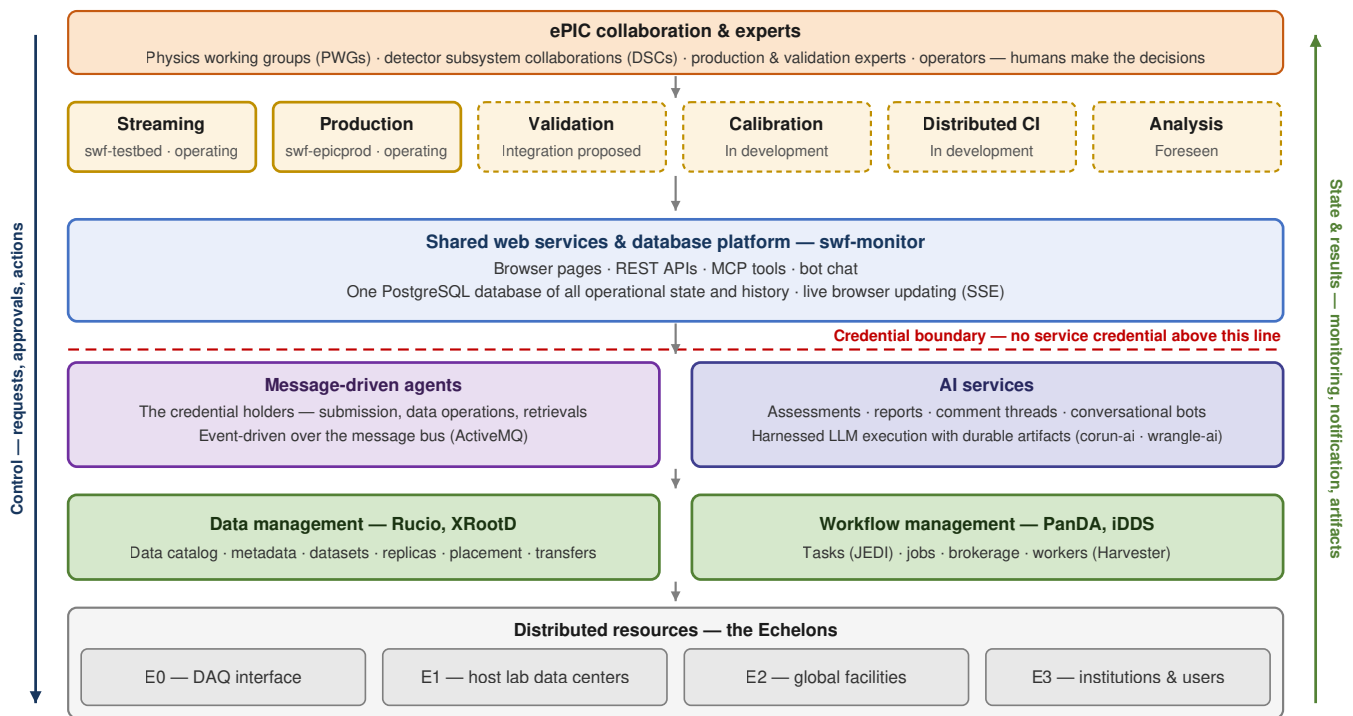 ePIC collaboration & experts
Physics working groups (PWGs) · detector subsystem collaborations (DSCs) · production & validation experts · operators — humans make the decisions
Streaming
swf-testbed · operating
Production
swf-epicprod · operating
Validation
Integration proposed
Calibration
In development
Distributed CI
In development
Analysis
Foreseen
Shared web services & database platform — swf-monitor
Browser pages · REST APIs · MCP tools · bot chat
One PostgreSQL database of all operational state and history · live browser updating (SSE)
Credential boundary — no service credential above this line
Message-driven agents
The credential holders — submission, data operations, retrievals
Event-driven over the message bus (ActiveMQ)
AI services
Assessments · reports · comment threads · conversational bots
Harnessed LLM execution with durable artifacts (corun-ai · wrangle-ai)
Data management — Rucio, XRootD
Data catalog · metadata · datasets · replicas · placement · transfers
Workflow management — PanDA, iDDS
Tasks (JEDI) · jobs · brokerage · workers (Harvester)
Distributed resources — the Echelons
E0 — DAQ interface
E1 — host lab data centers
E2 — global facilities
E3 — institutions & users
Control — requests, approvals, actions
State & results — monitoring, notification, artifacts